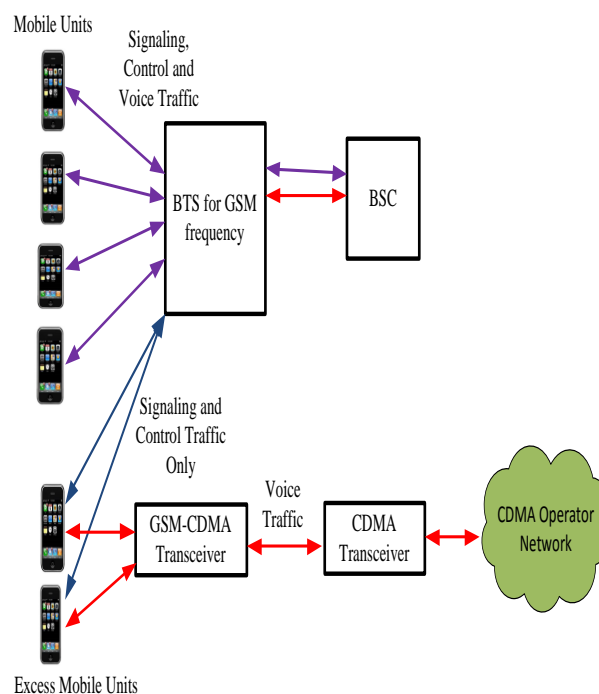 Mobile Units
Signaling,
Control and
Voice Traffic
BTS for GSM
frequency
BSC
Signaling and
Control Traffic
Only
Voice
Traffic
GSM-CDMA
Transceiver
CDMA
Transceiver
CDMA Operator
Network
Excess Mobile Units